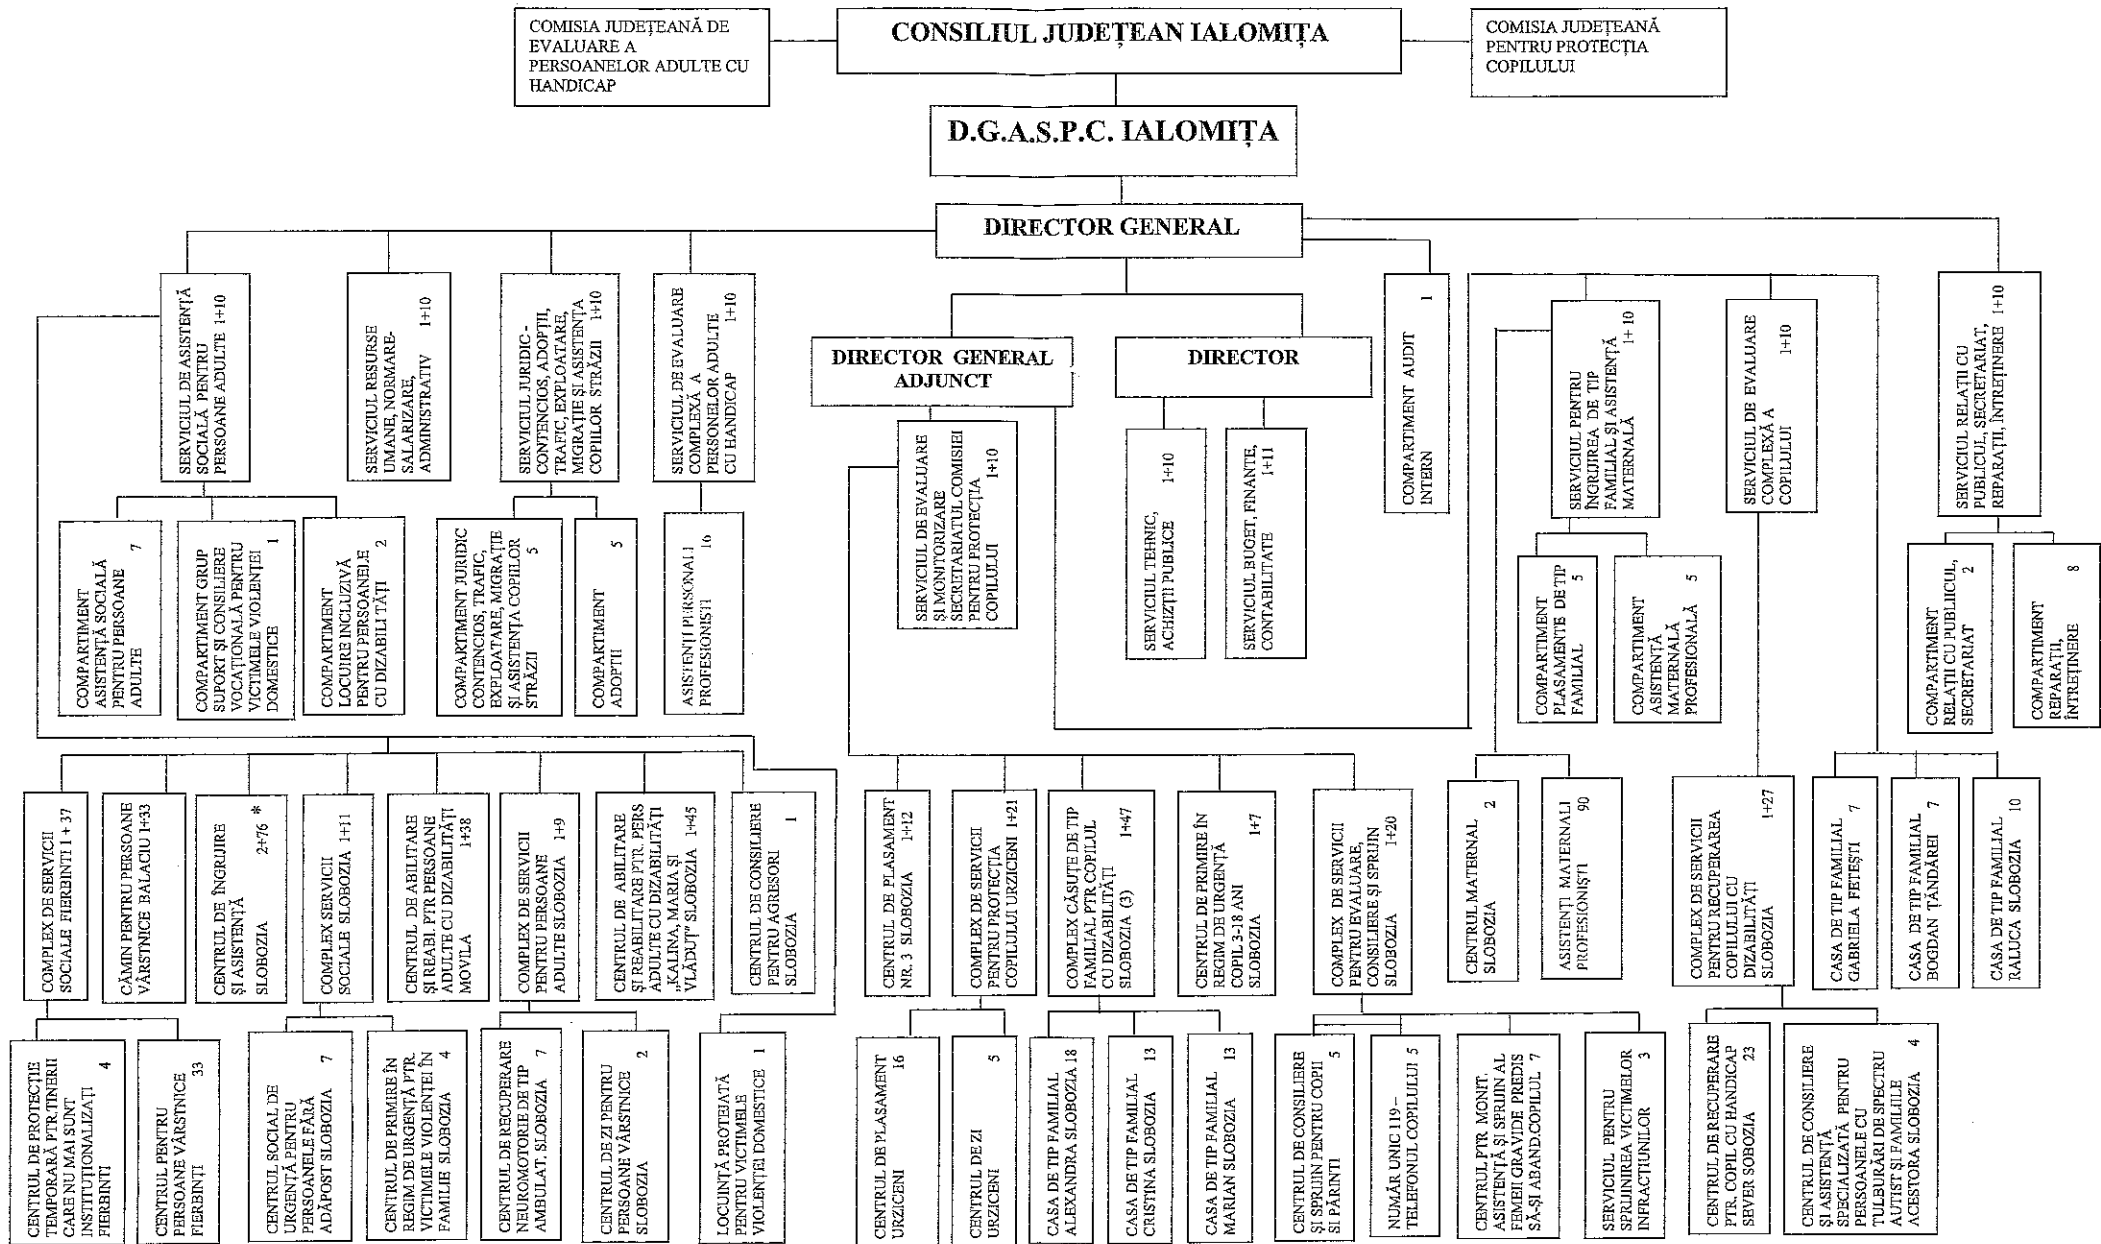 COMISIA JUDEȚEANĂ DE
EVALUARE A
PERSOANELOR ADULTE CU
HANDICAP
CONSILIUL JUDEȚEAN IALOMIȚA
COMISIA JUDEȚEANĂ
PENTRU PROTECȚIA
COPILULUI
D.G.A.S.P.C. IALOMIȚA
DIRECTOR GENERAL
SERVICIUL DE ASISTENȚĂ
SOCIALĂ PENTRU
PERSOANE ADULTE 1+10
SERVICIUL RESURSE
UMANE, NORMARE-
SALARIZARE,
ADMINISTRATIV 1+10
SERVICIUL JURIDIC -
CONTENCIOS, ADOPȚII,
TRAFIC, EXPLOATARE,
MIGRAȚIE ȘI ASISTENȚA
COPIILOR STRĂZII 1+10
SERVICIUL DE EVALUARE
COMPLEXĂ A
PERSONELOR ADULTE
CU HANDICAP 1+10
DIRECTOR GENERAL
ADJUNCT
DIRECTOR
COMPARTIMENT AUDIT
INTERN 1
SERVICIUL PENTRU
ÎNGRIJIREA DE TIP
FAMILIAL ȘI ASISTENȚĂ
MATERNALĂ 1+ 10
SERVICIUL DE EVALUARE
COMPLEXĂ A
COPILULUI 1+10
SERVICIUL RELAȚII CU
PUBLICUL, SECRETARIAT,
REPARAȚII, ÎNTREȚINERE 1+10
COMPARTIMENT
ASISTENȚĂ SOCIALĂ
PENTRU PERSOANE
ADULTE 7
COMPARTIMENT GRUP
SUPORT ȘI CONSILIERE
VOCAȚIONALĂ PENTRU
VICTIMELE VIOLENȚEI
DOMESTICE 1
COMPARTIMENT
LOCUIRE INCLUZIVĂ
PENTRU PERSOANELE
CU DIZABILITĂȚI 2
COMPARTIMENT JURIDIC
CONTENCIOS, TRAFIC,
EXPLOATARE, MIGRAȚIE
ȘI ASISTENȚA COPIILOR
STRĂZII 5
COMPARTIMENT
ADOPTII 5
ASISTENȚI PERSONALI
PROFESIONISTI 16
SERVICIUL DE EVALUARE
ȘI MONITORIZARE
SECRETARIATUL COMISIEI
PENTRU PROTECȚIA
COPILULUI 1+10
SERVICIUL TEHNIC,
ACHIZȚII PUBLICE 1+10
SERVICIUL BUGET, FINANTE,
CONTABILITATE 1+11
COMPARTIMENT
PLASAMENTE DE TIP
FAMILIAL 5
COMPARTIMENT
ASISTENȚĂ
MATERNALĂ
PROFESIONALĂ 5
COMPARTIMENT
RELAȚII CU PUBLIICUL,
SECRETARIAT 2
COMPARTIMENT
REPARAȚII,
ÎNTREȚINERE 8
COMPLEX DE SERVICII
SOCIALE FIERBINTI 1 + 37
CĂMIN PENTRU PERSOANE
VÂRSTNICE BALACIU 1+33
CENTRUL DE ÎNGRIJIRE
ȘI ASISTENȚĂ
SLOBOZIA 2+76 *
COMPLEX SERVICII
SOCIALE SLOBOZIA 1+11
CENTRUL DE ABILITARE
ȘI REABI. PTR PERSOANE
ADULTE CU DIZABILITĂȚI
MOVILA 1+38
COMPLEX DE SERVICII
PENTRU PERSOANE
ADULTE SLOBOZIA 1+9
CENTRUL DE ABILITARE
ȘI REABILITARE PTR. PERS
ADULTE CU DIZABILITĂȚI
„KALINA, MARIA ȘI
VLĂDUȚ" SLOBOZIA 1+45
CENTRUL DE CONSILIERE
PENTRU AGRESORI
SLOBOZIA 1
CENTRUL DE PLASAMENT
NR. 3 SLOBOZIA 1+12
COMPLEX DE SERVICII
PENTRU PROTECȚIA
COPILULUI URZICENI 1+21
COMPLEX CĂSUȚE DE TIP
FAMILIAL PTR COPILUL
CU DIZABILITĂȚI
SLOBOZIA (3) 1+47
CENTRUL DE PRIMIRE ÎN
REGIM DE URGENȚĂ
COPIL 3-18 ANI
SLOBOZIA 1+7
COMPLEX DE SERVICII
PENTRU EVALUARE,
CONSILIERE ȘI SPRIJIN
SLOBOZIA 1+20
CENTRUL MATERNAL
SLOBOZIA 2
ASISTENȚI MATERNALI
PROFESIONIȘTI 90
COMPLEX DE SERVICII
PENTRU RECUPERAREA
COPILULUI CU
DIZABILITĂȚI
SLOBOZIA 1+27
CASA DE TIP FAMILIAL
GABRIELA FETEȘTI 7
CASA DE TIP FAMILIAL
BOGDAN ȚĂNDĂREI 7
CASA DE TIP FAMILIAL
RALUCA SLOBOZIA 10
CENTRUL DE PROTECȚIE
TEMPORARĂ PTR.TINERII
CARE NU MAI SUNT
INSTITUȚIONALIZAȚI
FIERBINTI 4
CENTRUL PENTRU
PERSOANE VÂRSTNICE
FIERBINȚI 33
CENTRUL SOCIAL DE
URGENȚĂ PENTRU
PERSOANELE FĂRĂ
ADĂPOST SLOBOZIA 7
CENTRUL DE PRIMIRE ÎN
REGIM DE URGENȚĂ PTR.
VICTIMELE VIOLENȚEI ÎN
FAMILIE SLOBOZIA 4
CENTRUL DE RECUPERARE
NEUROMOTORIE DE TIP
AMBULAT. SLOBOZIA 7
CENTRUL DE ZI PENTRU
PERSOANE VÂRSTNICE
SLOBOZIA 2
LOCUINȚĂ PROTEJATĂ
PENTRU VICTIMELE
VIOLENȚEI DOMESTICE 1
CENTRUL DE PLASAMENT
URZICENI 16
CENTRUL DE ZI
URZICENI 5
CASA DE TIP FAMILIAL
ALEXANDRA SLOBOZIA 18
CASA DE TIP FAMILIAL
CRISTINA SLOBOZIA 13
CASA DE TIP FAMILIAL
MARIAN SLOBOZIA 13
CENTRUL DE CONSILIERE
ȘI SPRIJIN PENTRU COPII
SI PĂRINTI 5
NUMĂR UNIC 119 –
TELEFONUL COPILULUI 5
CENTRUL PTR. MONIT.
ASISTENȚĂ ȘI SPRIJIN AL
FEMEII GRAVIDE PREDIS
SĂ-ȘI ABAND.COPILUL 7
SERVICIUL PENTRU
SPRIJINIREA VICTIMELOR
INFRACTIUNILOR 3
CENTRUL DE RECUPERARE
PTR. COPIL CU HANDICAP
SEVER SOBOZIA 23
CENTRUL DE CONSILIERE
ȘI ASISTENȚĂ
SPECIALIZATĂ PENTRU
PERSOANELE CU
TULBURĂRI DE SPECTRU
AUTIST ȘI FAMILIILE
ACESTORA SLOBOZIA 4